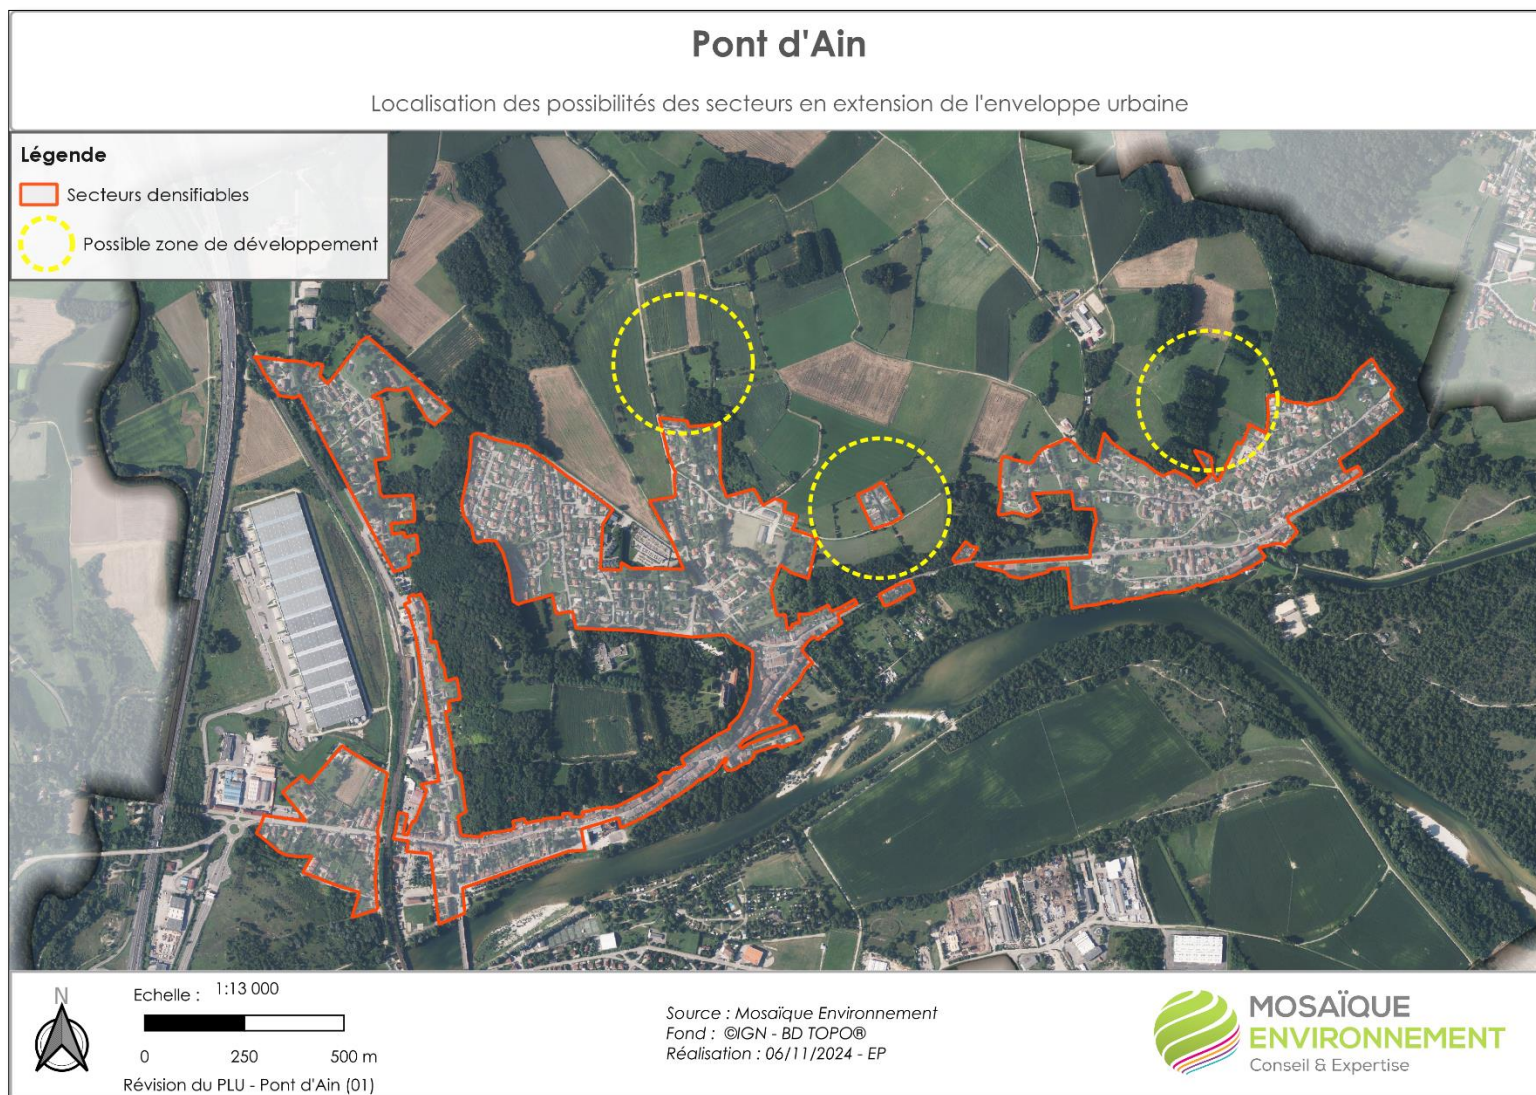 Pont d'Ain
Localisation des possibilités des secteurs en extension de l'enveloppe urbaine
Légende
Secteurs densifiables
Possible zone de développement
N
Echelle : 1:13 000
0 250 500 m
Révision du PLU - Pont d'Ain (01)
Source : Mosaïque Environnement
Fond : ©IGN - BD TOPO®
Réalisation : 06/11/2024 - EP
MOSAÏQUE
ENVIRONNEMENT
Conseil & Expertise